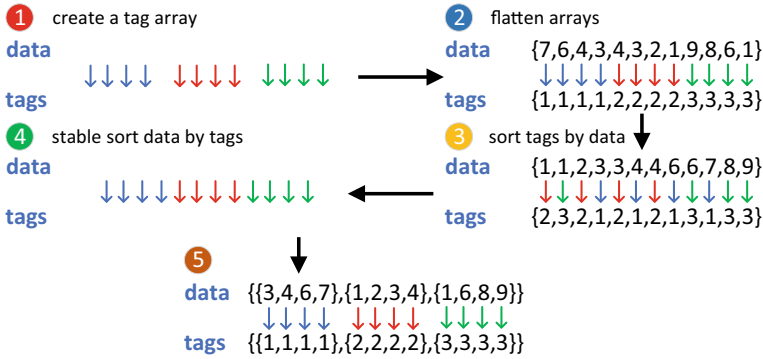 1 create a tag array
data
tags
2 flatten arrays
data {7,6,4,3,4,3,2,1,9,8,6,1}
tags {1,1,1,1,2,2,2,2,3,3,3,3}
3 sort tags by data
data {1,1,2,3,3,4,4,6,6,7,8,9}
tags {2,3,2,1,2,1,2,1,3,1,3,3}
4 stable sort data by tags
data
tags
5
data {{3,4,6,7},{1,2,3,4},{1,6,8,9}}
tags {{1,1,1,1},{2,2,2,2},{3,3,3,3}}